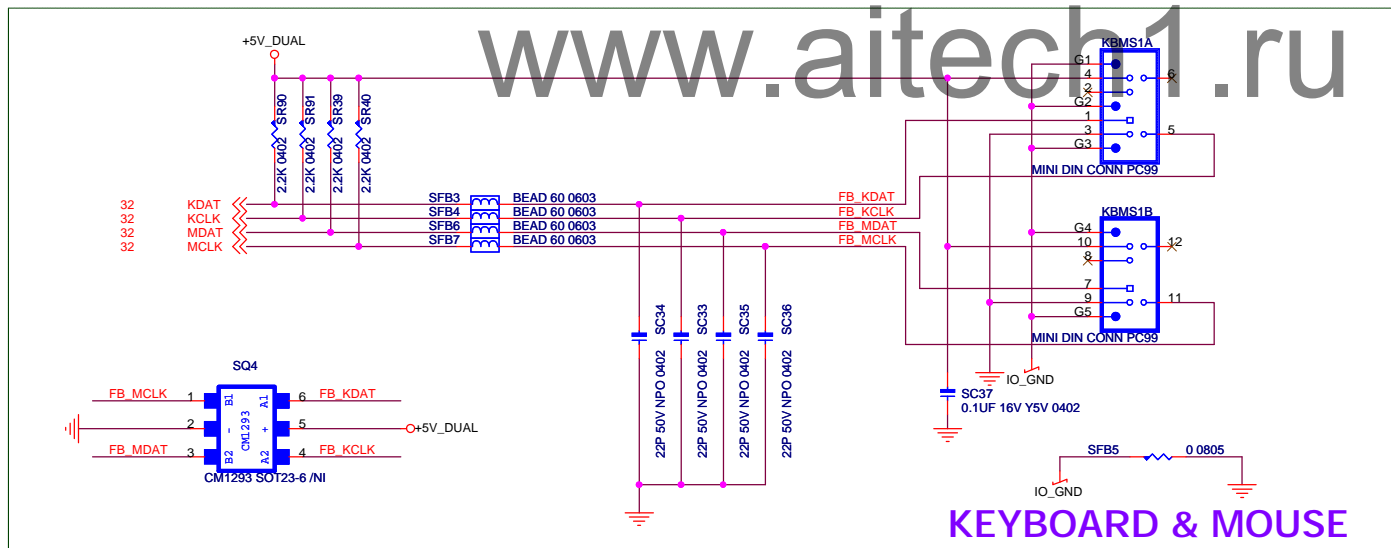 www.aitech1.ru
+5V_DUAL
KBMS1A
G1
4
6
2
G2
1
3
5
G3
MINI DIN CONN PC99
SR90
SR91
SR39
SR40
2.2K 0402
2.2K 0402
2.2K 0402
2.2K 0402
32 KDAT SFB3 BEAD 60 0603 FB_KDAT
32 KCLK SFB4 BEAD 60 0603 FB_KCLK
32 MDAT SFB6 BEAD 60 0603 FB_MDAT
32 MCLK SFB7 BEAD 60 0603 FB_MCLK
KBMS1B
G4
10
12
8
7
9
11
G5
MINI DIN CONN PC99
SC34
SC33
SC35
SC36
22P 50V NPO 0402
22P 50V NPO 0402
22P 50V NPO 0402
22P 50V NPO 0402
IO_GND
SC37
0.1UF 16V Y5V 0402
SQ4
FB_MCLK 1 B1 A1 6 FB_KDAT
2 - CM1293 + 5 +5V_DUAL
FB_MDAT 3 B2 A2 4 FB_KCLK
CM1293 SOT23-6 /NI
SFB5 0 0805
IO_GND
KEYBOARD & MOUSE